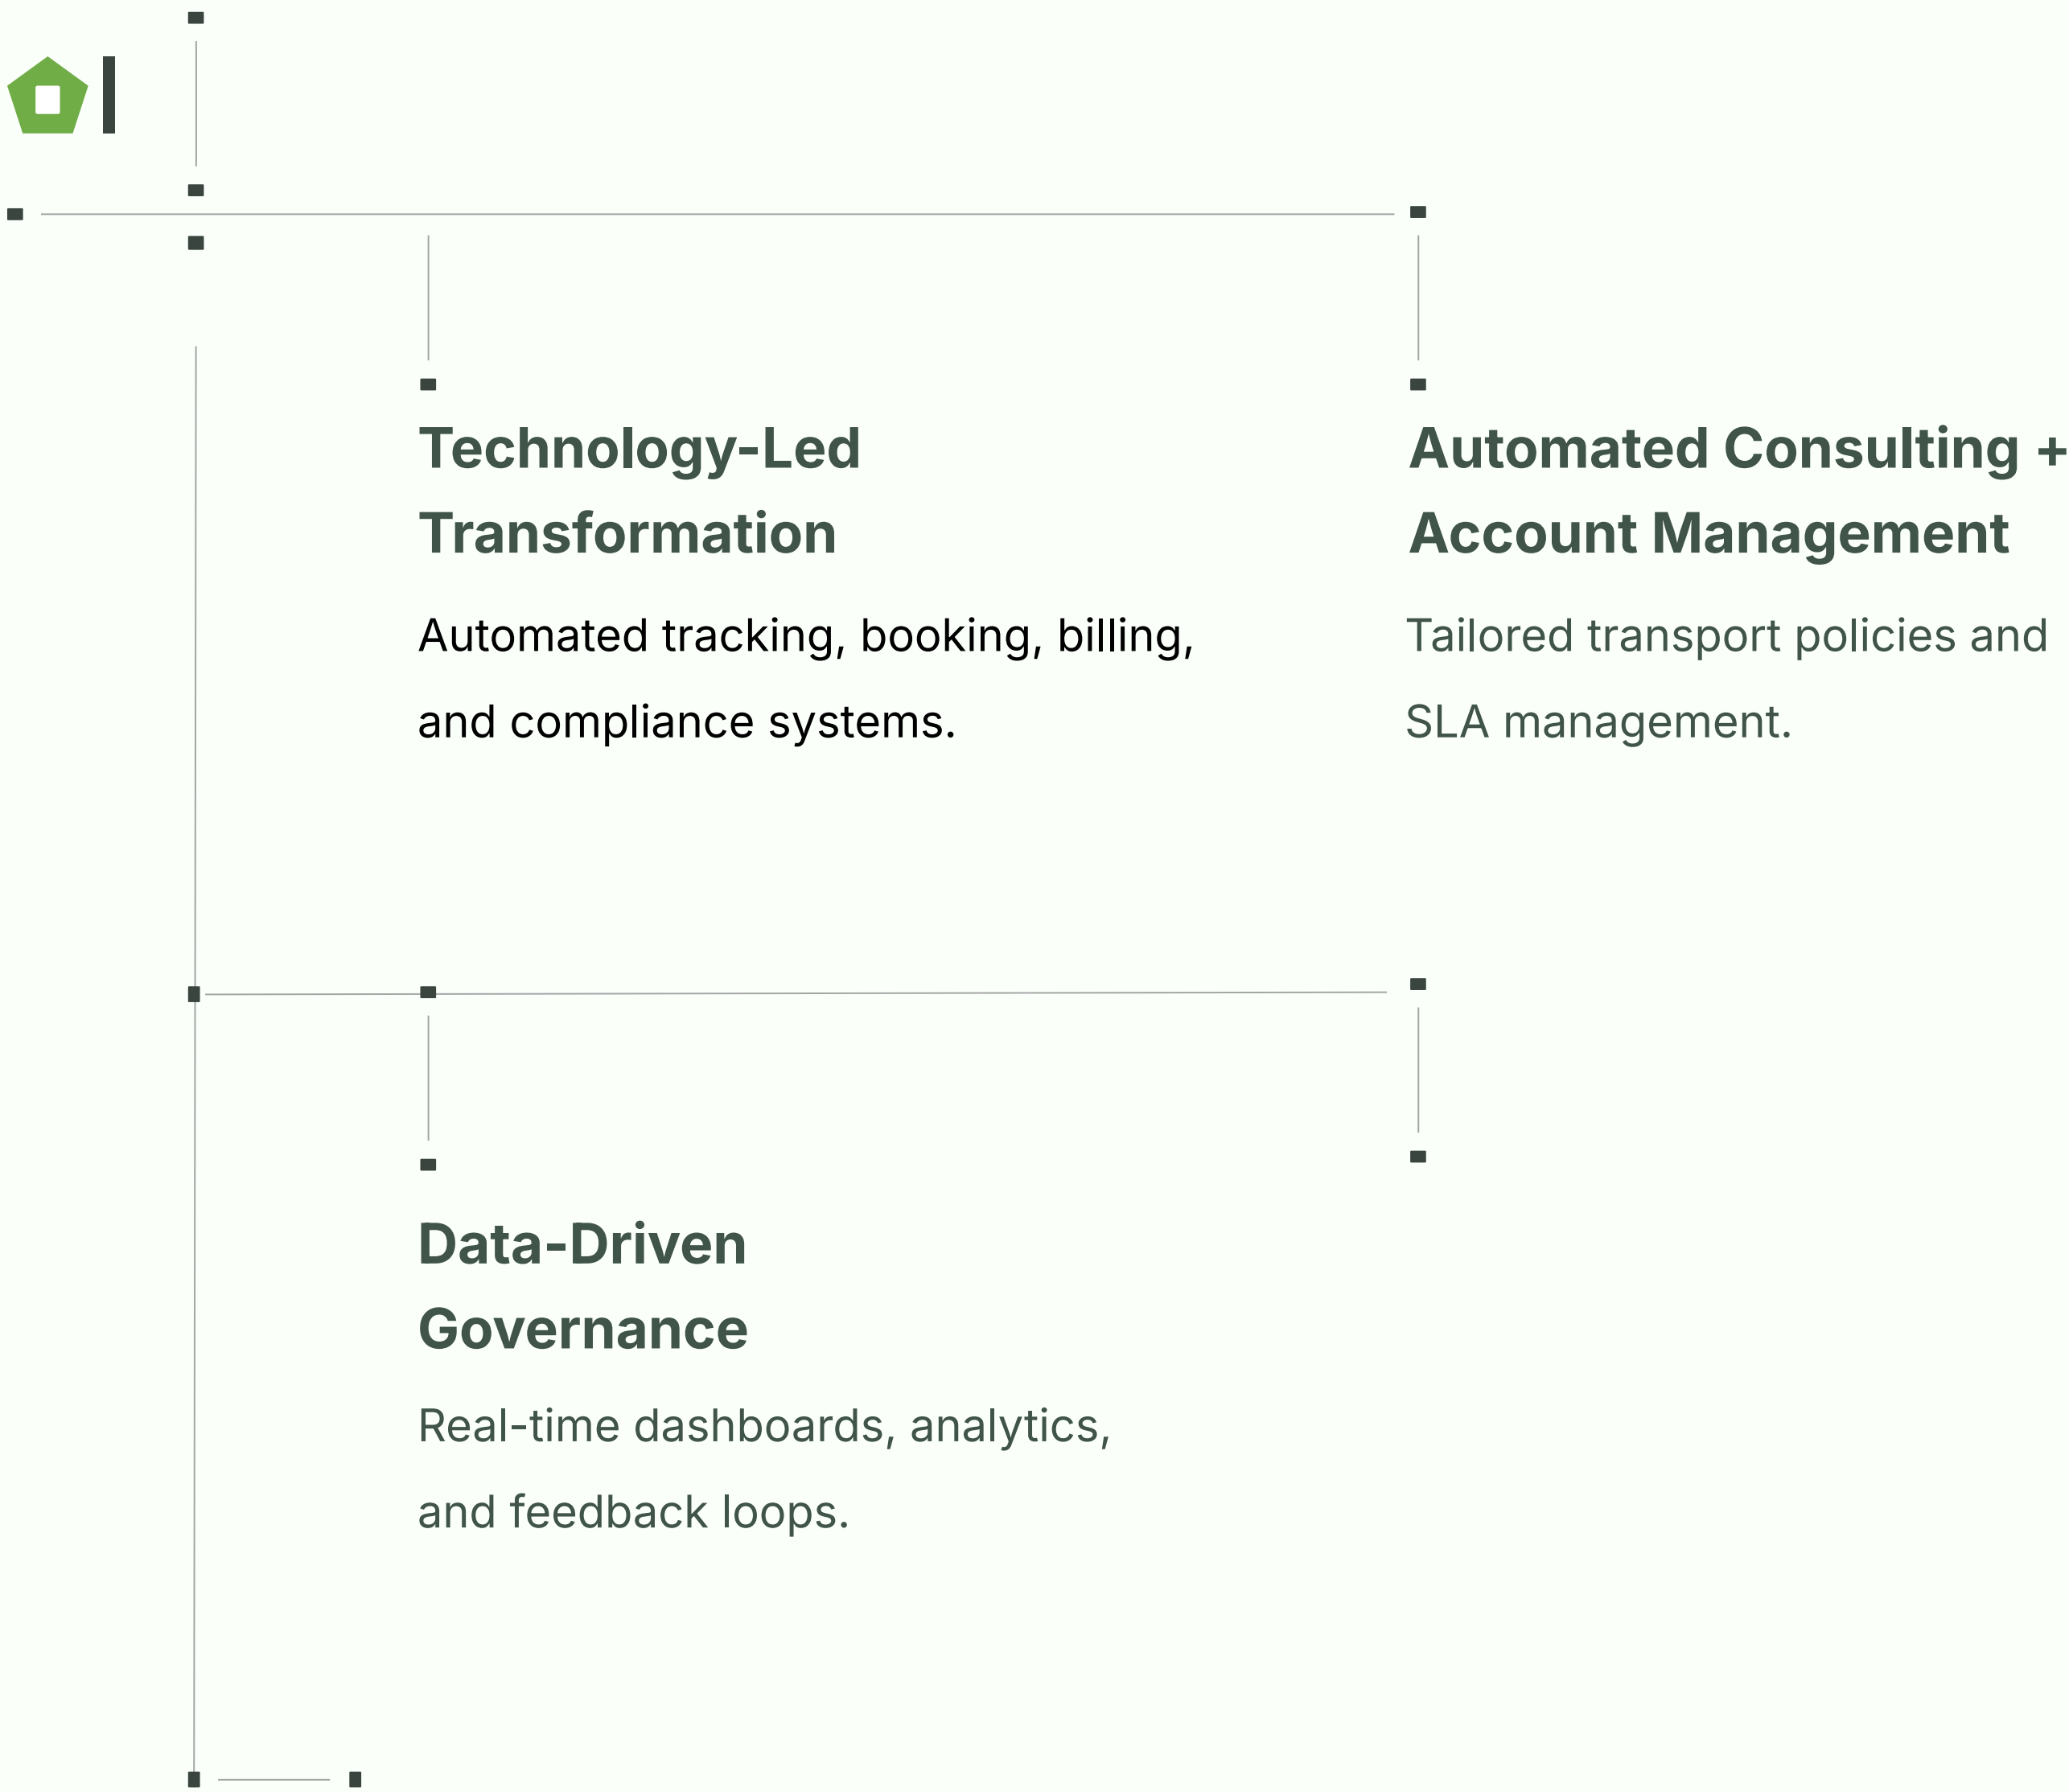 Technology-Led
Transformation
Automated tracking, booking, billing,
and compliance systems.
Automated Consulting +
Account Management
Tailored transport policies and
SLA management.
Data-Driven
Governance
Real-time dashboards, analytics,
and feedback loops.